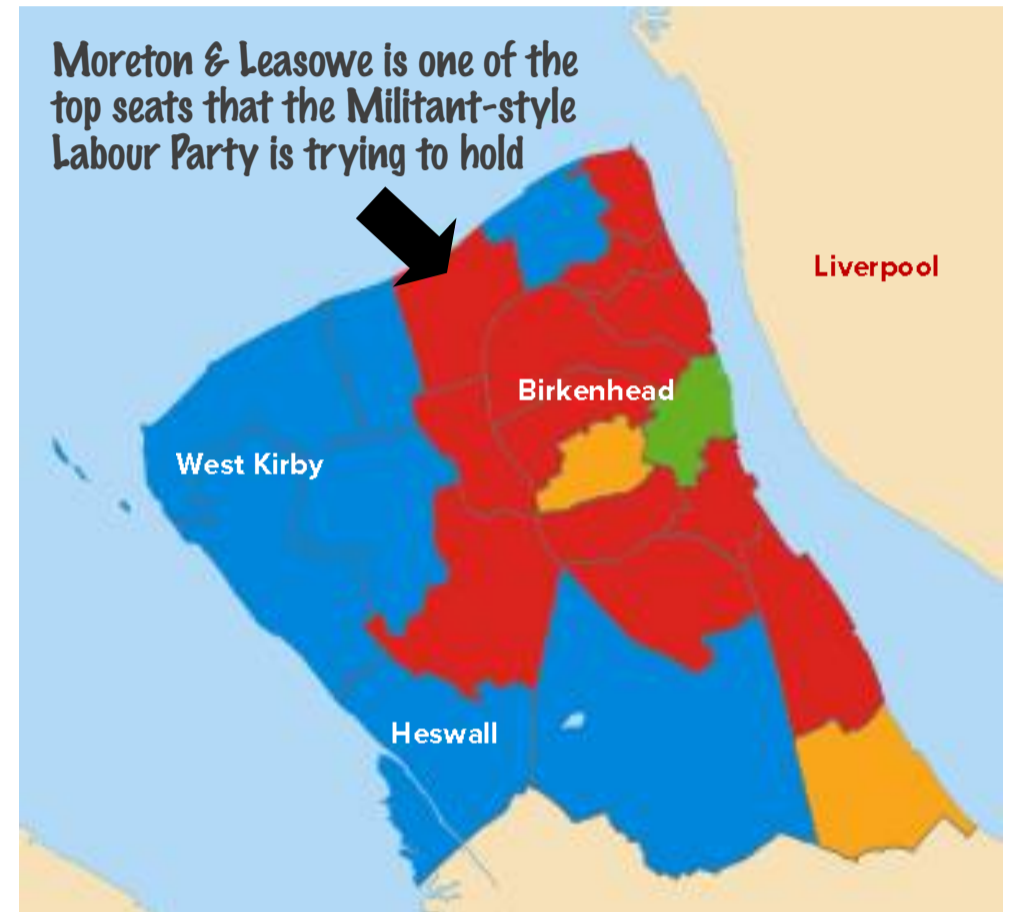 Moreton & Leasowe is one of the
top seats that the Militant-style
Labour Party is trying to hold
Liverpool
Birkenhead
West Kirby
Heswall